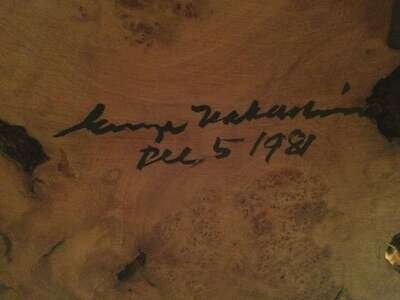 George Nakashima
Dec 5 1981